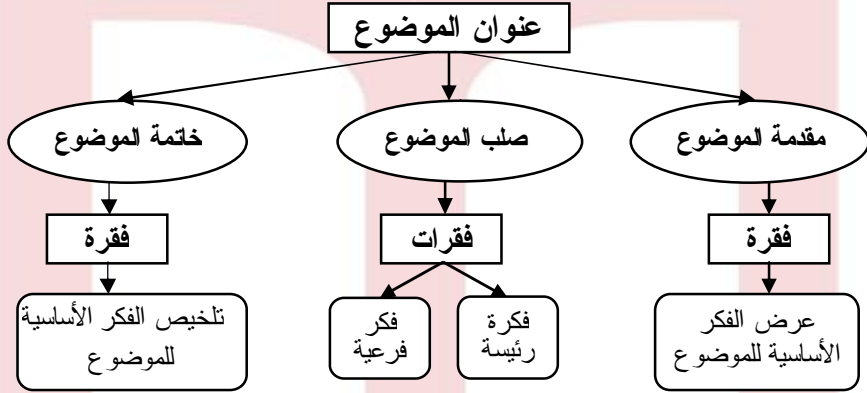 عنوان الموضوع
مقدمة الموضوع
صلب الموضوع
خاتمة الموضوع
فقرة
فقرات
فقرة
عرض الفكر
الأساسية للموضوع
فكرة
رئيسة
فكر
فرعية
تلخيص الفكر الأساسية
للموضوع